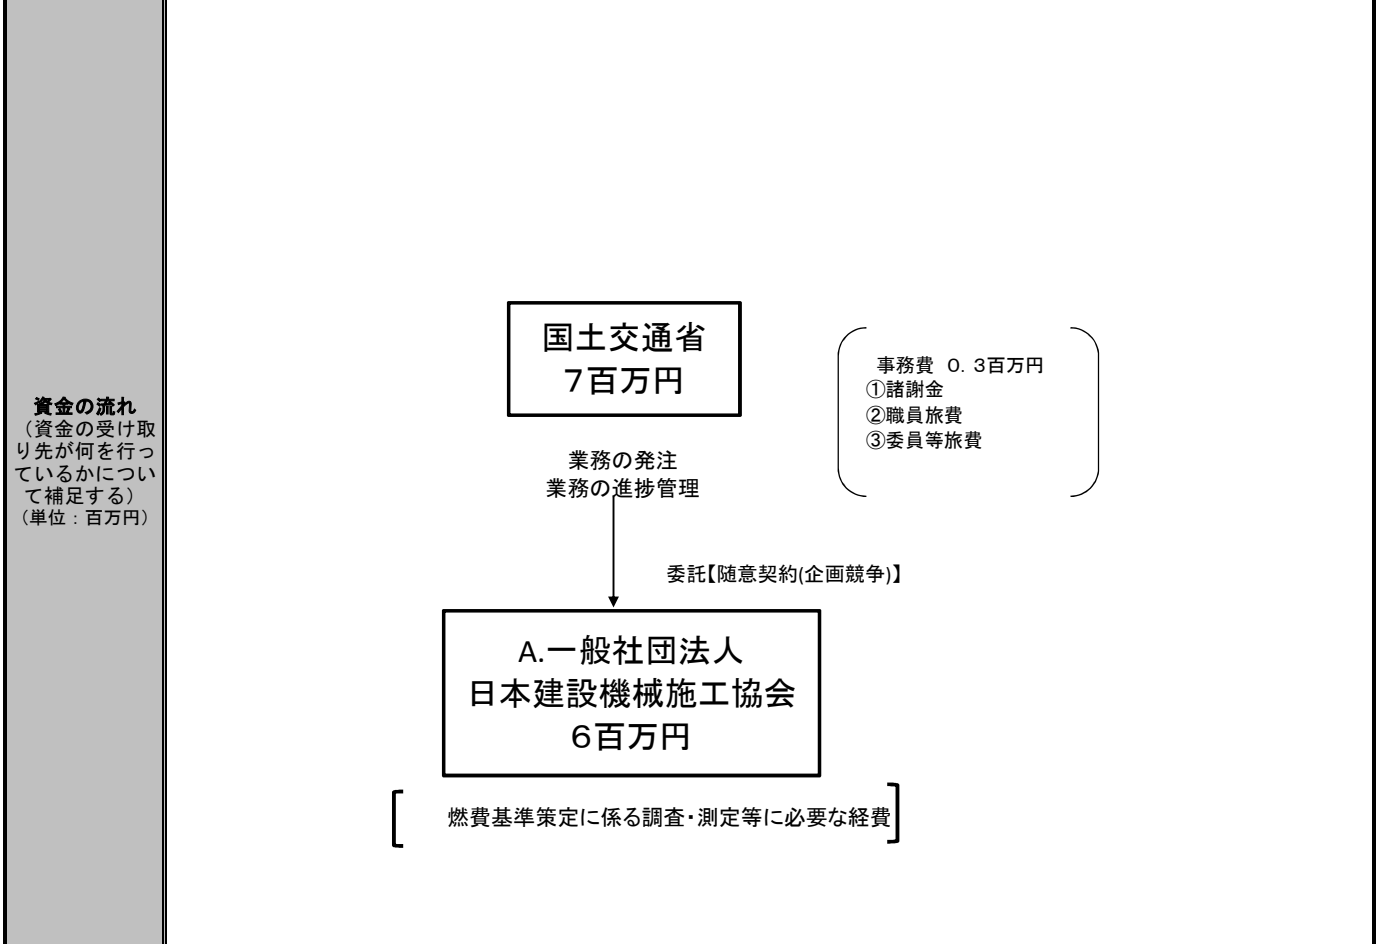 資金の流れ
（資金の受け取
り先が何を行っ
ているかについ
て補足する）
（単位：百万円）
国土交通省
７百万円
事務費　０．３百万円
①諸謝金
②職員旅費
③委員等旅費
業務の発注
業務の進捗管理
委託【随意契約(企画競争)】
A.一般社団法人
日本建設機械施工協会
６百万円
燃費基準策定に係る調査・測定等に必要な経費